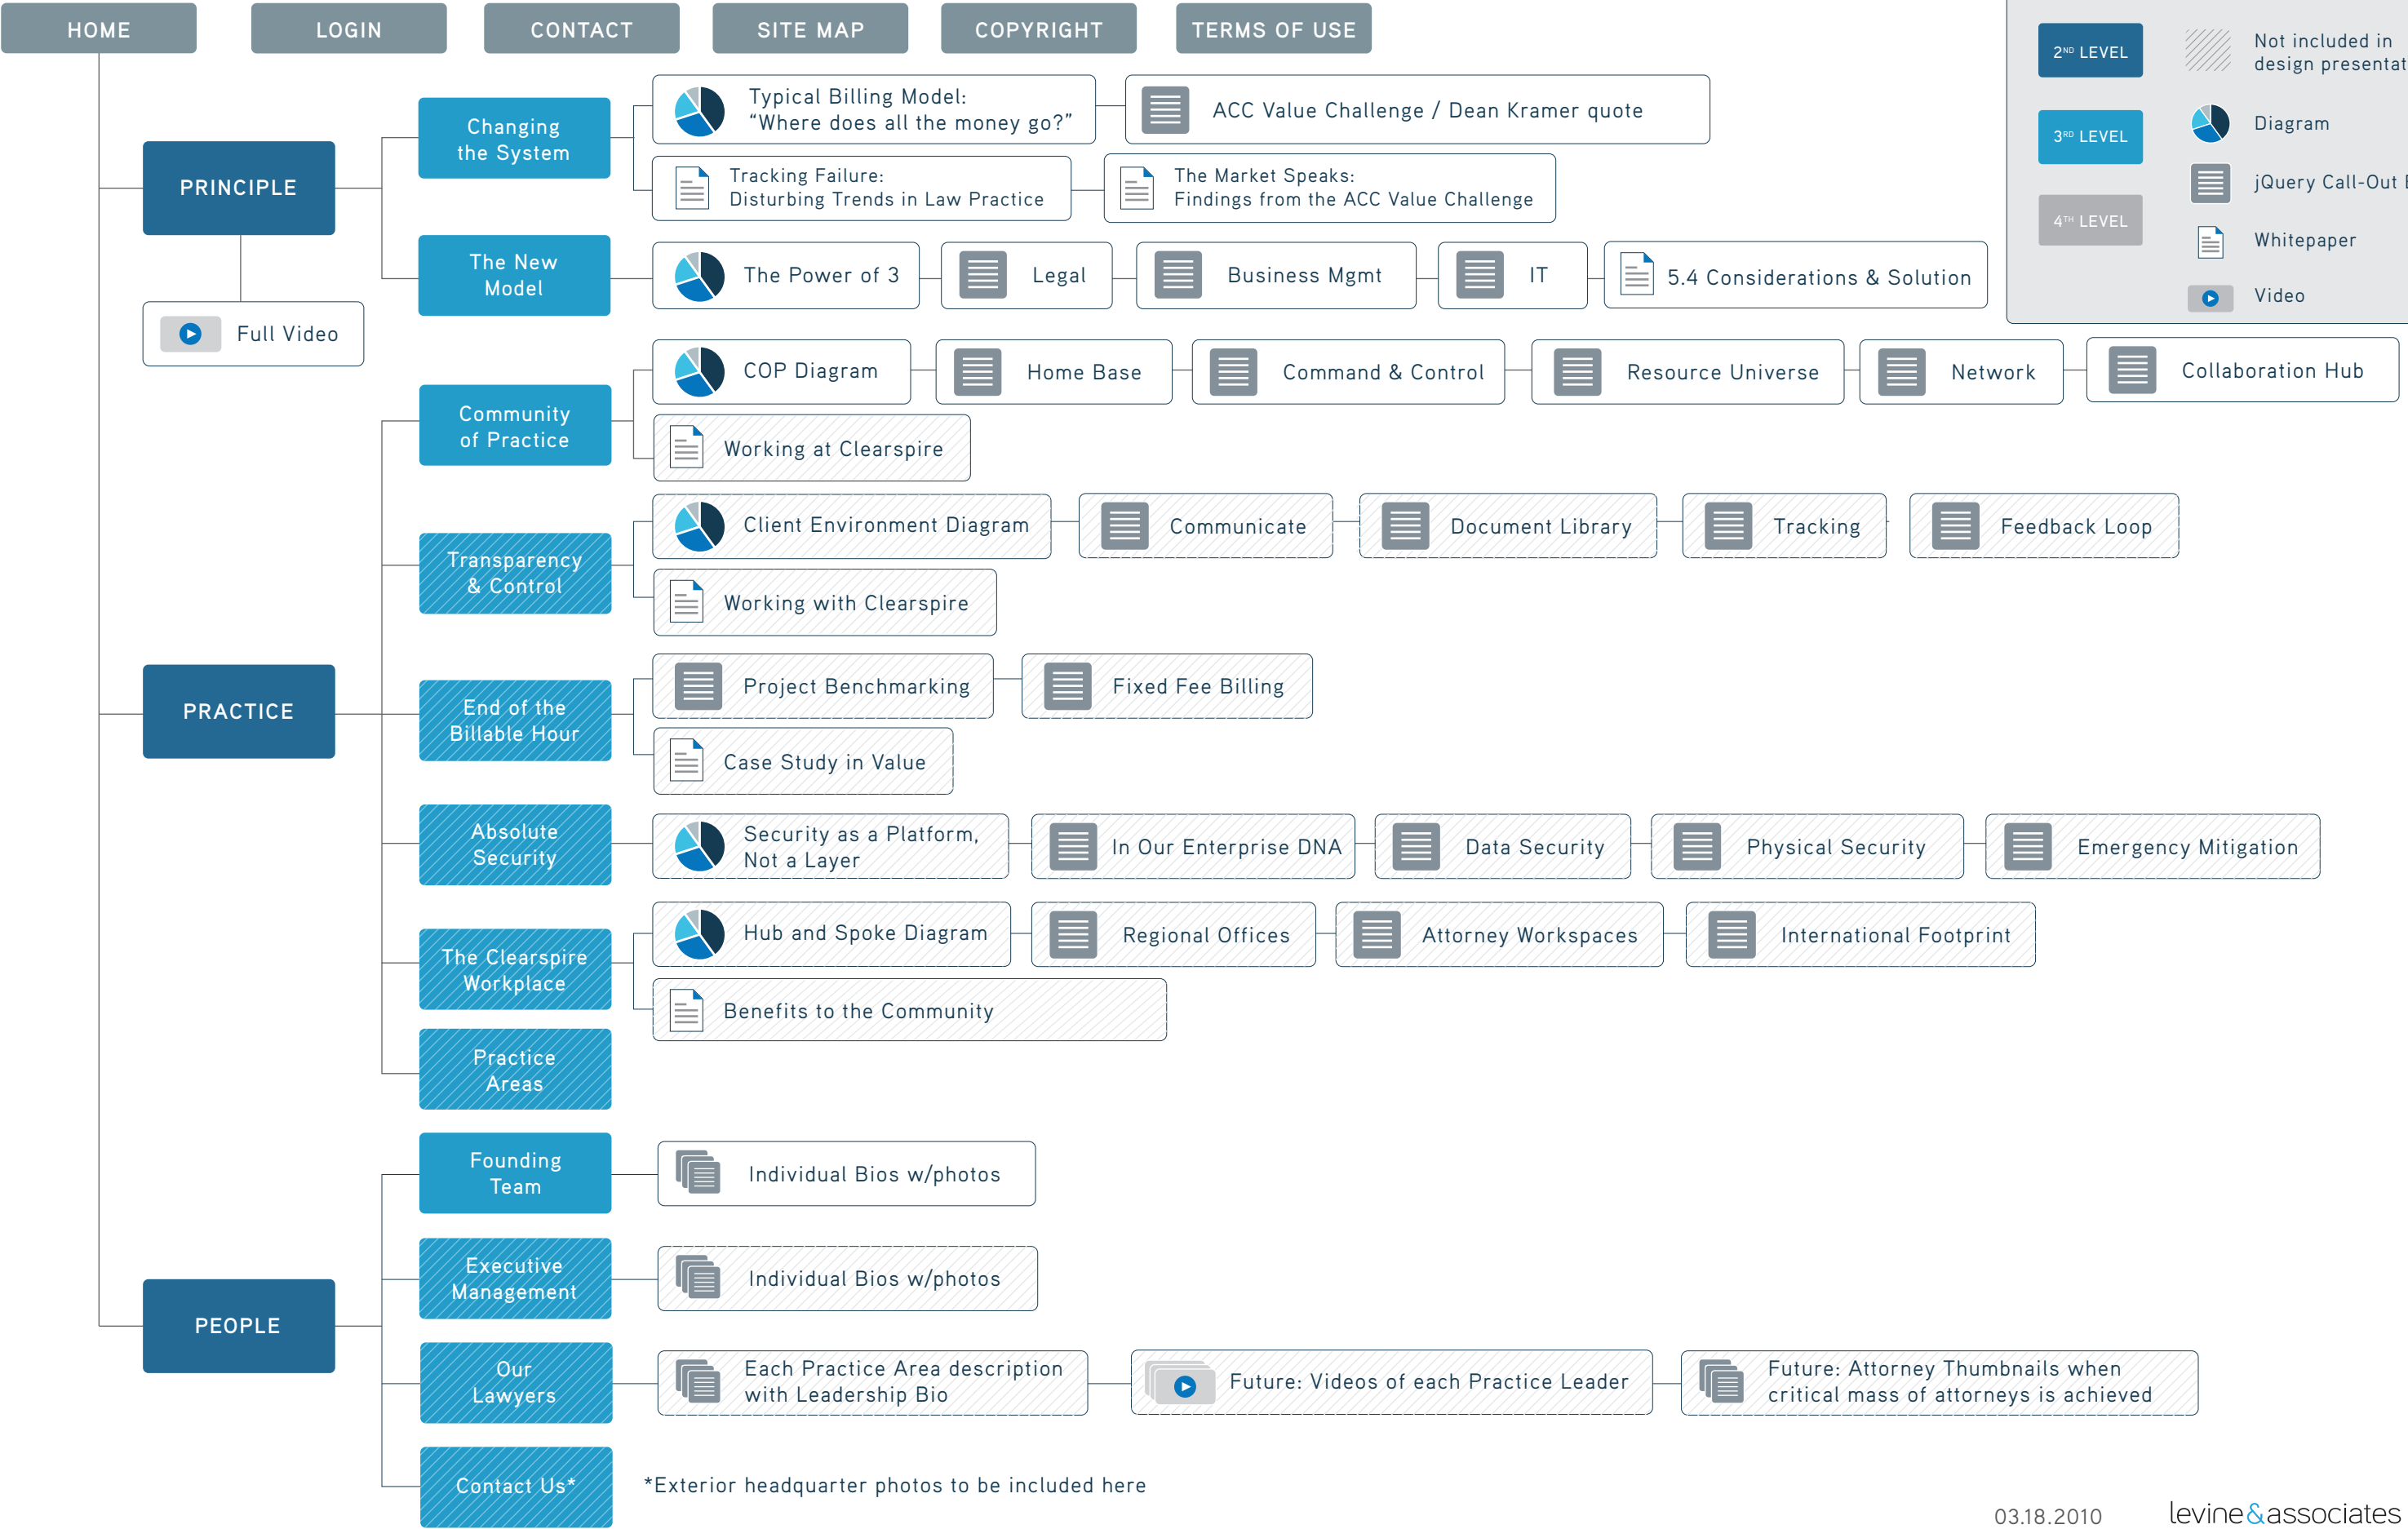 HOME
LOGIN
CONTACT
SITE MAP
COPYRIGHT
TERMS OF USE
2ND LEVEL
Not included in
design presentat
3RD LEVEL
Diagram
jQuery Call-Out
4TH LEVEL
Whitepaper
Video
PRINCIPLE
Full Video
Changing
the System
Typical Billing Model:
“Where does all the money go?”
ACC Value Challenge / Dean Kramer quote
Tracking Failure:
Disturbing Trends in Law Practice
The Market Speaks:
Findings from the ACC Value Challenge
The New
Model
The Power of 3
Legal
Business Mgmt
IT
5.4 Considerations & Solution
PRACTICE
Community
of Practice
COP Diagram
Home Base
Command & Control
Resource Universe
Network
Collaboration Hub
Working at Clearspire
Transparency
& Control
Client Environment Diagram
Communicate
Document Library
Tracking
Feedback Loop
Working with Clearspire
End of the
Billable Hour
Project Benchmarking
Fixed Fee Billing
Case Study in Value
Absolute
Security
Security as a Platform,
Not a Layer
In Our Enterprise DNA
Data Security
Physical Security
Emergency Mitigation
The Clearspire
Workplace
Hub and Spoke Diagram
Regional Offices
Attorney Workspaces
International Footprint
Benefits to the Community
Practice
Areas
PEOPLE
Founding
Team
Individual Bios w/photos
Executive
Management
Individual Bios w/photos
Our
Lawyers
Each Practice Area description
with Leadership Bio
Future: Videos of each Practice Leader
Future: Attorney Thumbnails when
critical mass of attorneys is achieved
Contact Us*
*Exterior headquarter photos to be included here
03.18.2010
levine&associates